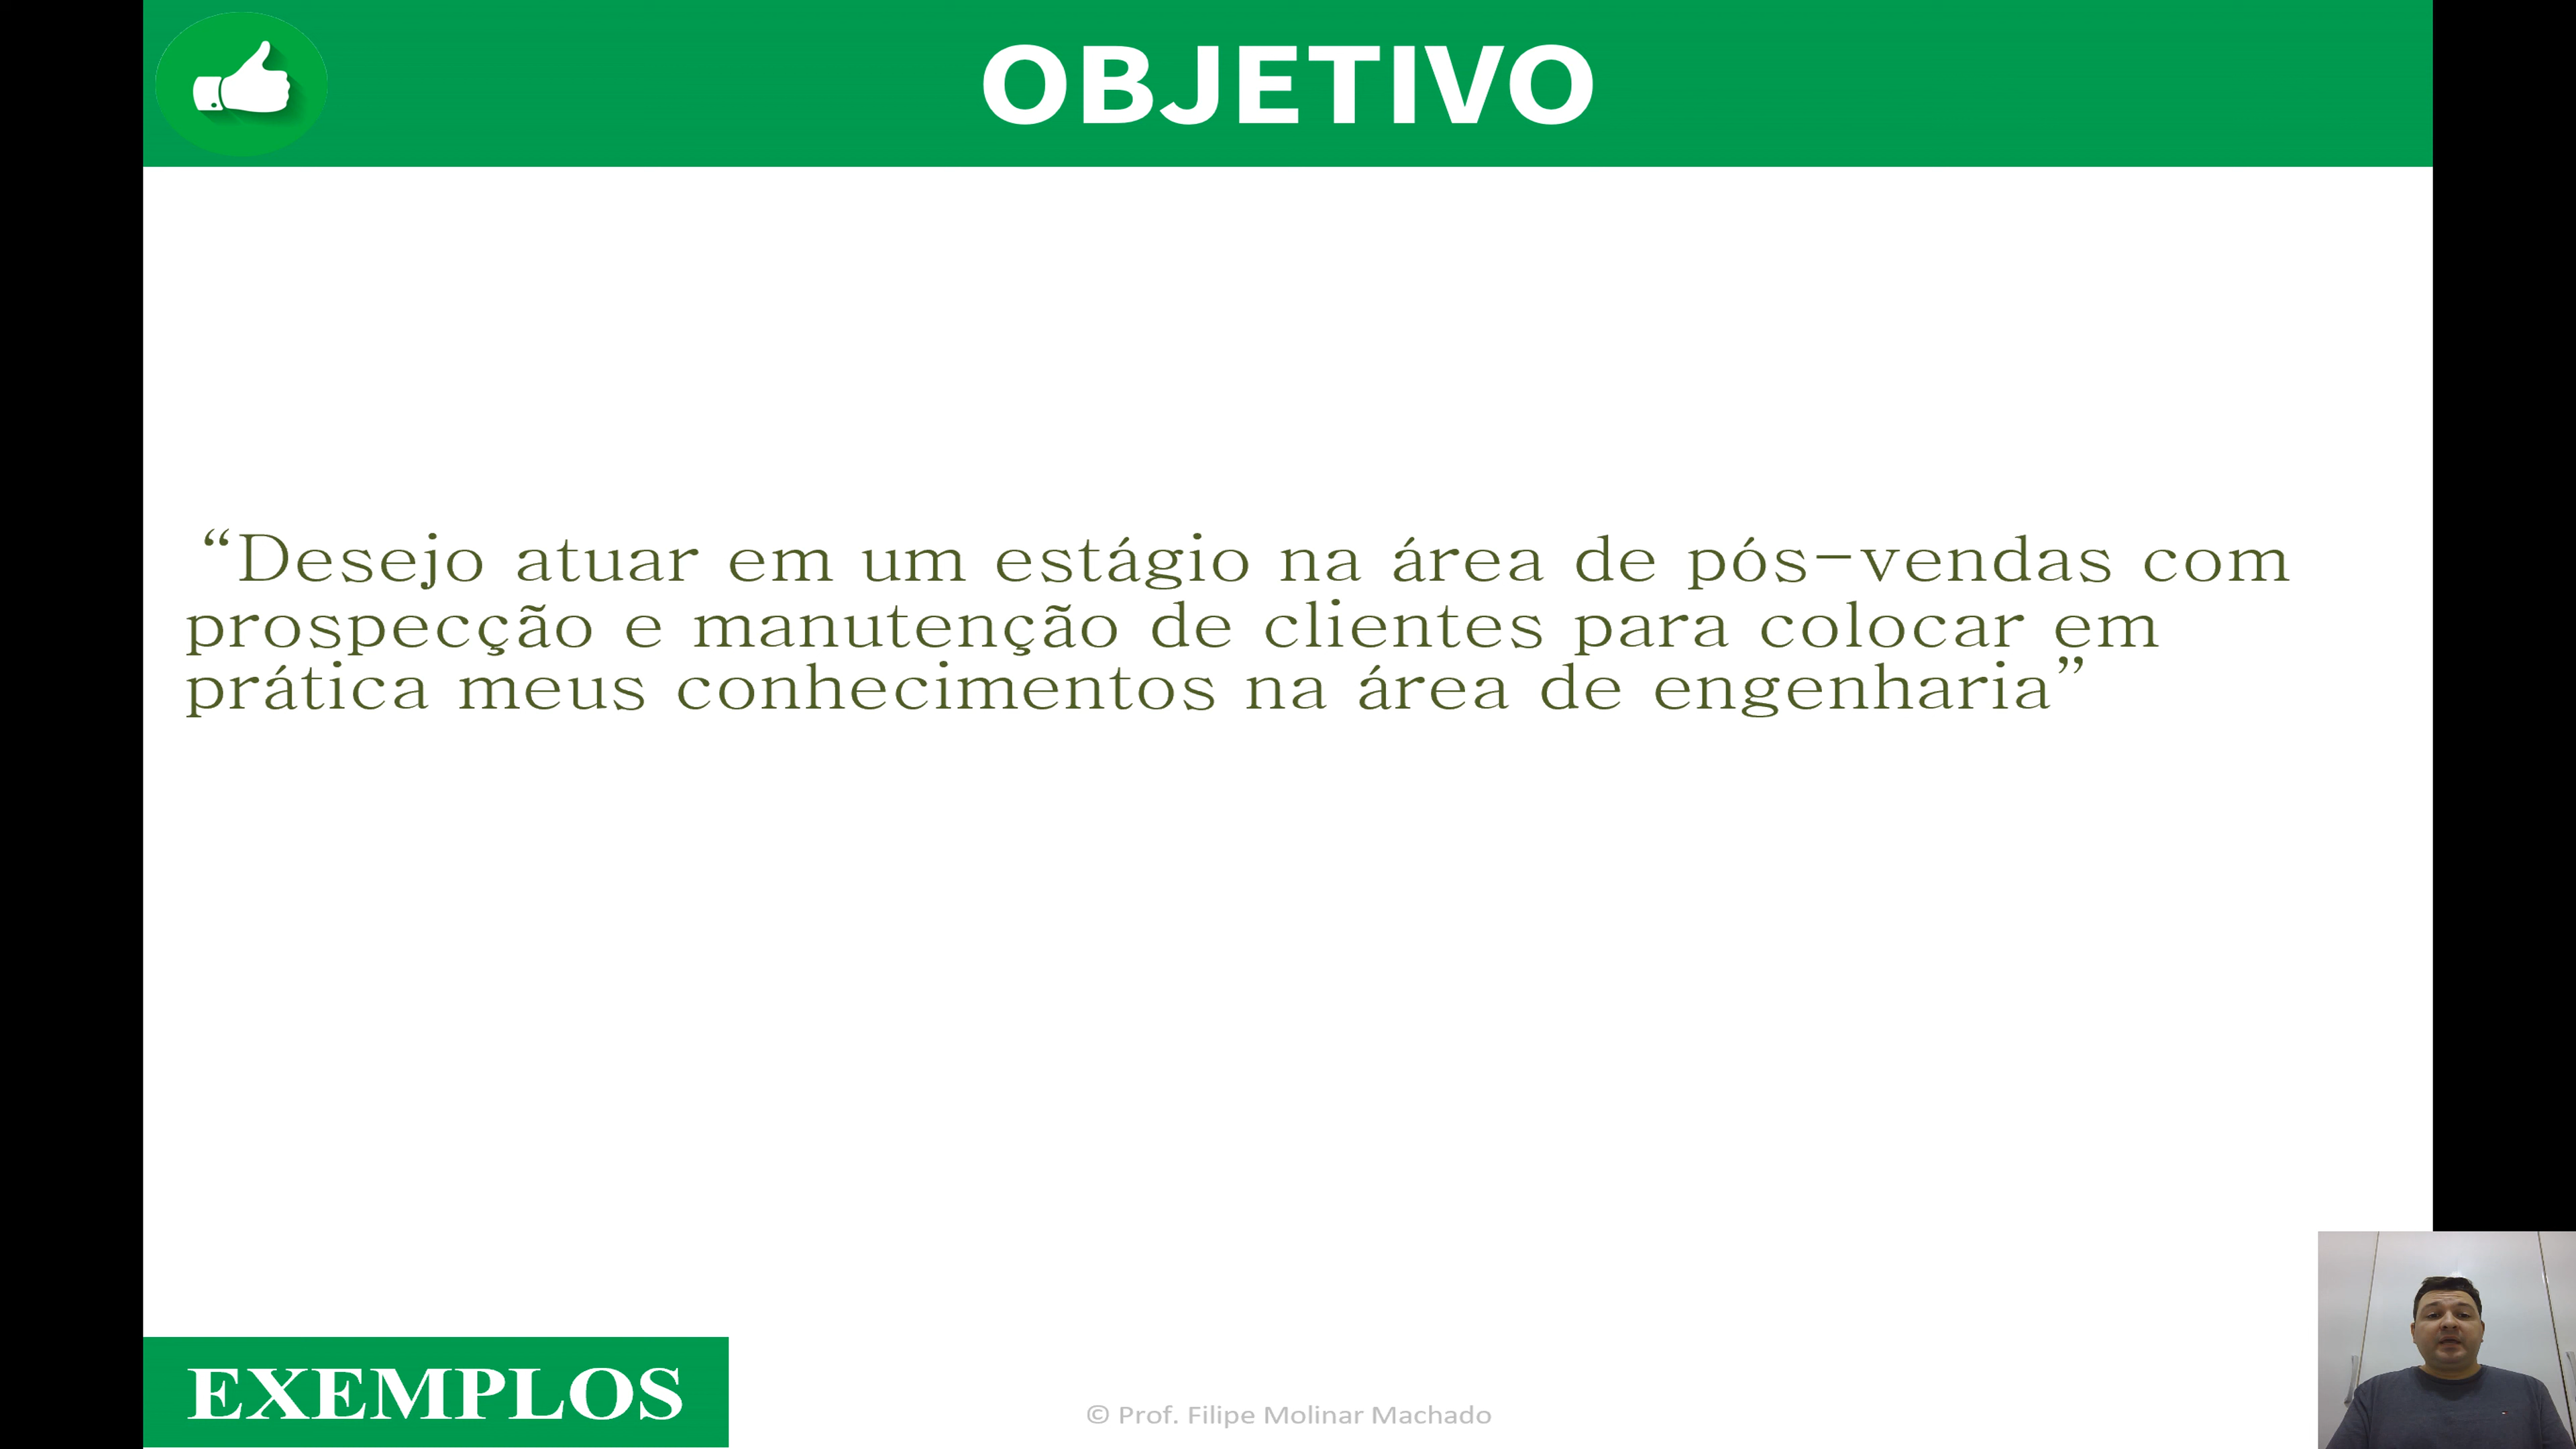 OBJETIVO
“Desejo atuar em um estágio na área de pós-vendas com
prospecção e manutenção de clientes para colocar em
prática meus conhecimentos na área de engenharia”
EXEMPLOS
© Prof. Filipe Molinar Machado